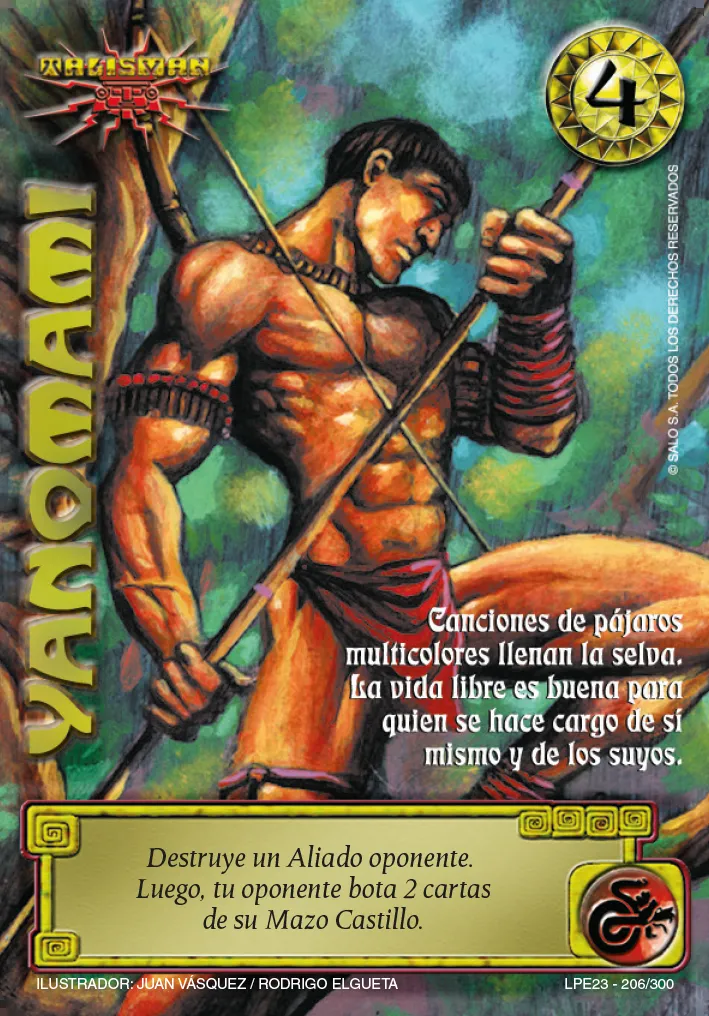 TALISMAN
4
YANOMAMI
© SALO S.A. TODOS LOS DERECHOS RESERVADOS
Canciones de pájaros
multicolores llenan la selva.
La vida libre es buena para
quien se hace cargo de sí
mismo y de los suyos.
Destruye un Aliado oponente.
Luego, tu oponente bota 2 cartas
de su Mazo Castillo.
ILUSTRADOR: JUAN VÁSQUEZ / RODRIGO ELGUETA
LPE23 - 206/300